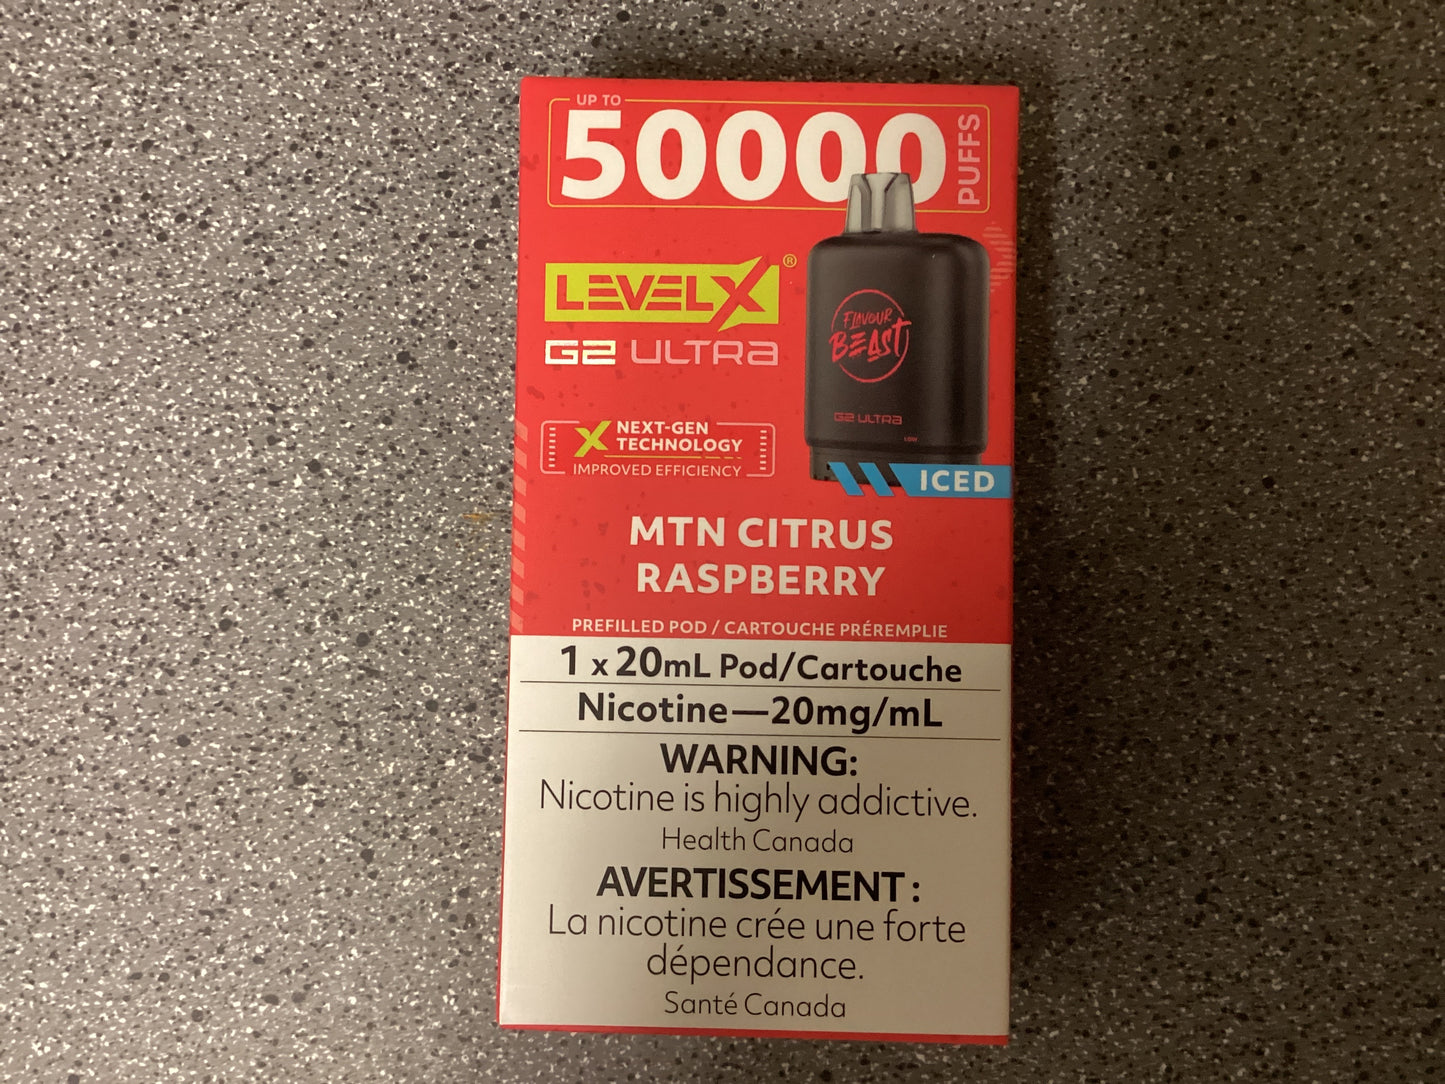 UP TO
50000
PUFFS
LEVELX®
G2 ULTRA
FLAVOUR
BEAST
G2 ULTRA
LOW
X NEXT-GEN
TECHNOLOGY
IMPROVED EFFICIENCY
ICED
MTN CITRUS
RASPBERRY
PREFILLED POD / CARTOUCHE PRÉREMPLIE
1 x 20mL Pod/Cartouche
Nicotine—20mg/mL
WARNING:
Nicotine is highly addictive.
Health Canada
AVERTISSEMENT :
La nicotine crée une forte
dépendance.
Santé Canada